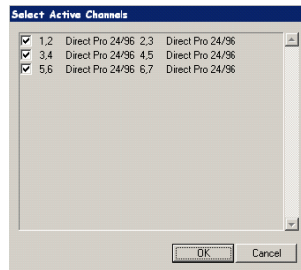 Select Active Channels
1,2 Direct Pro 24/96 2,3 Direct Pro 24/96
3,4 Direct Pro 24/96 4,5 Direct Pro 24/96
5,6 Direct Pro 24/96 6,7 Direct Pro 24/96
OK Cancel